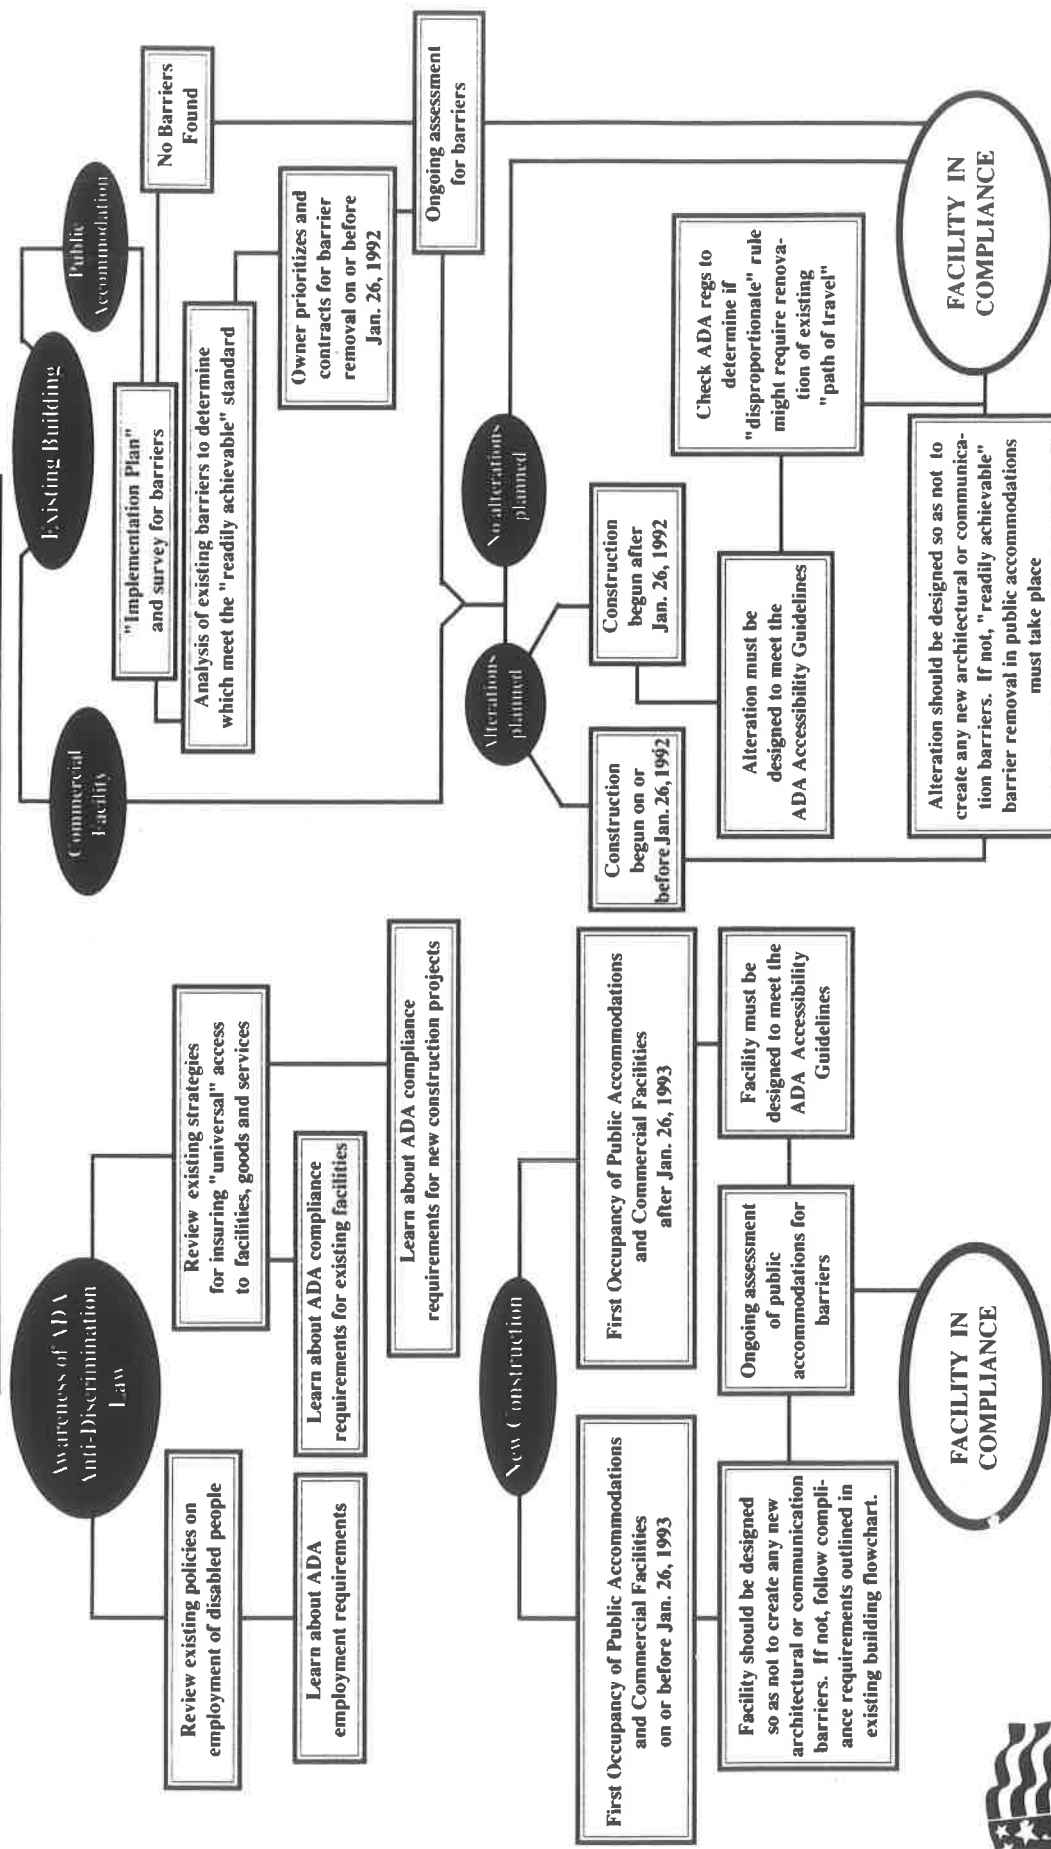 Awareness of ADA
Anti-Discrimination
Law
Review existing policies on
employment of disabled people
Learn about ADA
employment requirements
Review existing strategies
for insuring "universal" access
to facilities, goods and services
Learn about ADA compliance
requirements for existing facilities
Learn about ADA compliance
requirements for new construction projects
New Construction
First Occupancy of Public Accommodations
and Commercial Facilities
on or before Jan. 26, 1993
First Occupancy of Public Accommodations
and Commercial Facilities
after Jan. 26, 1993
Facility should be designed
so as not to create any new
architectural or communication
barriers. If not, follow compli-
ance requirements outlined in
existing building flowchart.
Ongoing assessment
of public
accommodations for
barriers
Facility must be
designed to meet the
ADA Accessibility
Guidelines
FACILITY IN
COMPLIANCE
Existing Building
Commercial
Facility
Public
Accommodation
"Implementation Plan"
and survey for barriers
No Barriers
Found
Analysis of existing barriers to determine
which meet the "readily achievable" standard
Owner prioritizes and
contracts for barrier
removal on or before
Jan. 26, 1992
Ongoing assessment
for barriers
Alterations
planned
No alterations
planned
Construction
begun on or
before Jan. 26, 1992
Construction
begun after
Jan. 26, 1992
Alteration must be
designed to meet the
ADA Accessibility Guidelines
Check ADA regs to
determine if
"disproportionate" rule
might require renova-
tion of existing
"path of travel"
Alteration should be designed so as not to
create any new architectural or communica-
tion barriers. If not, "readily achievable"
barrier removal in public accommodations
must take place
FACILITY IN
COMPLIANCE